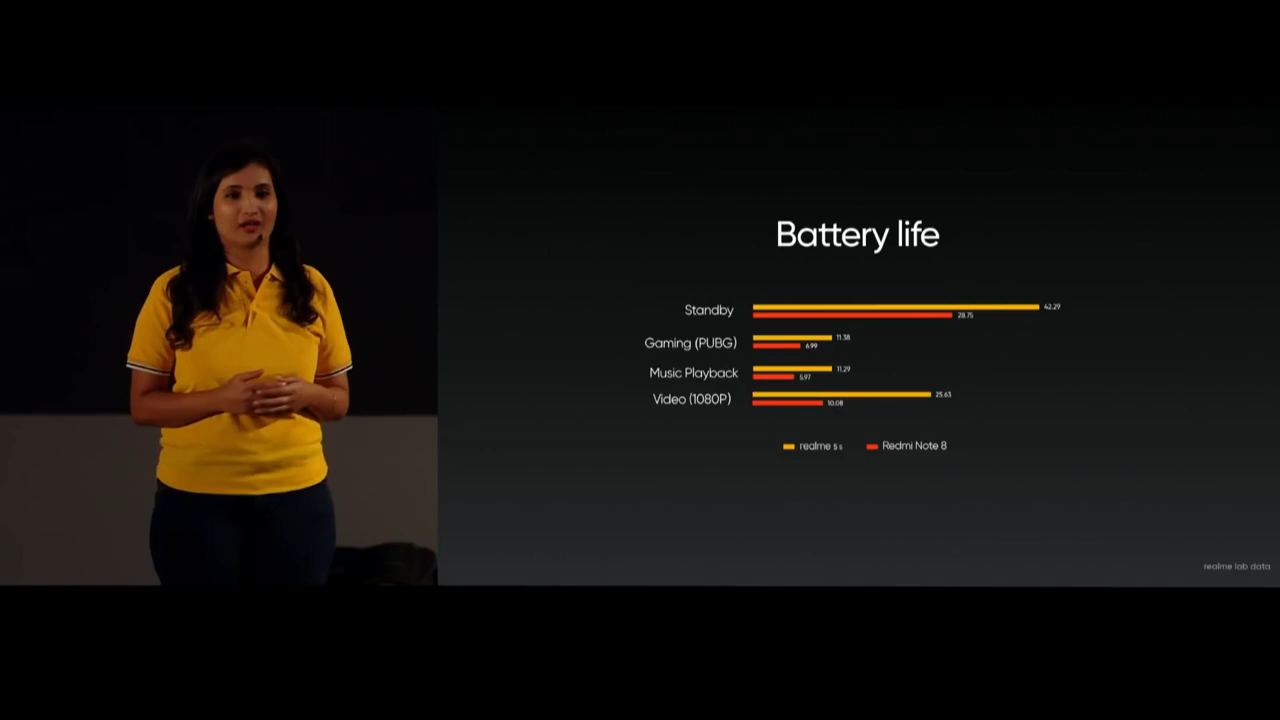 Battery life
Standby
42.29
28.75
Gaming (PUBG)
11.38
6.99
Music Playback
11.29
5.97
Video (1080P)
25.63
10.08
realme 5s Redmi Note 8
realme lab data